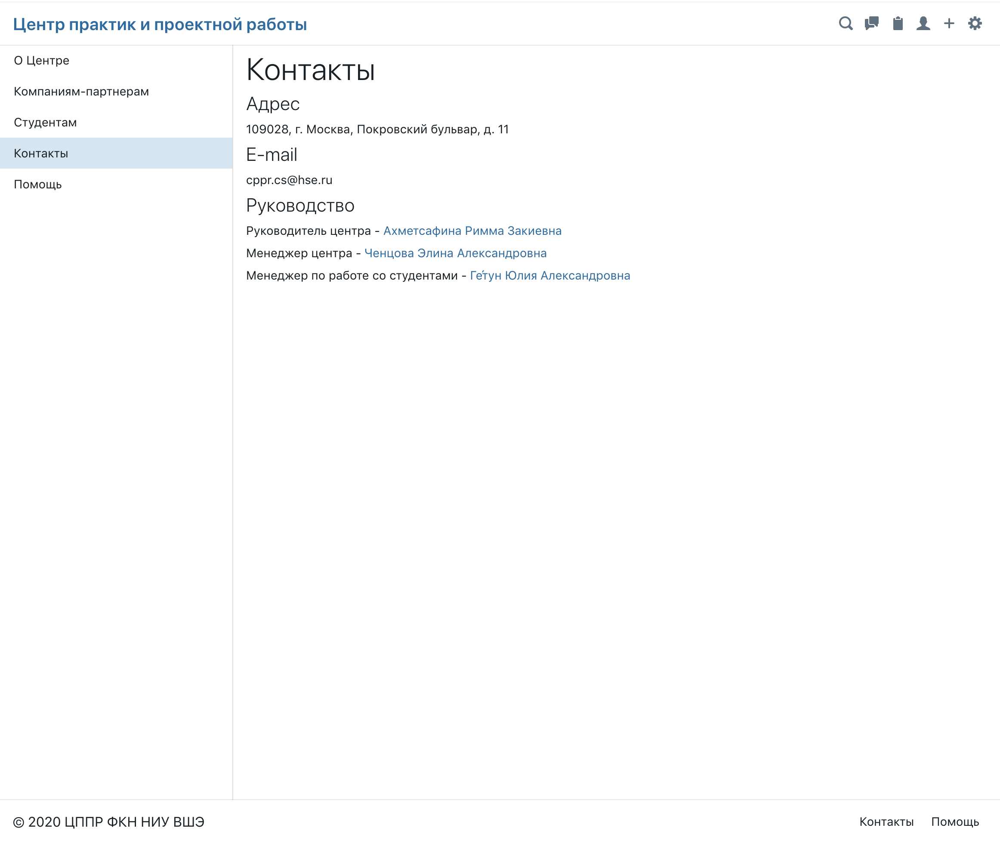 Центр практик и проектной работы
О Центре
Компаниям-партнерам
Студентам
Контакты
Помощь
Контакты
Адрес
109028, г. Москва, Покровский бульвар, д. 11
E-mail
cppr.cs@hse.ru
Руководство
Руководитель центра - Ахметсафина Римма Закиевна
Менеджер центра - Ченцова Элина Александровна
Менеджер по работе со студентами - Ге́тун Юлия Александровна
© 2020 ЦППР ФКН НИУ ВШЭ
Контакты Помощь